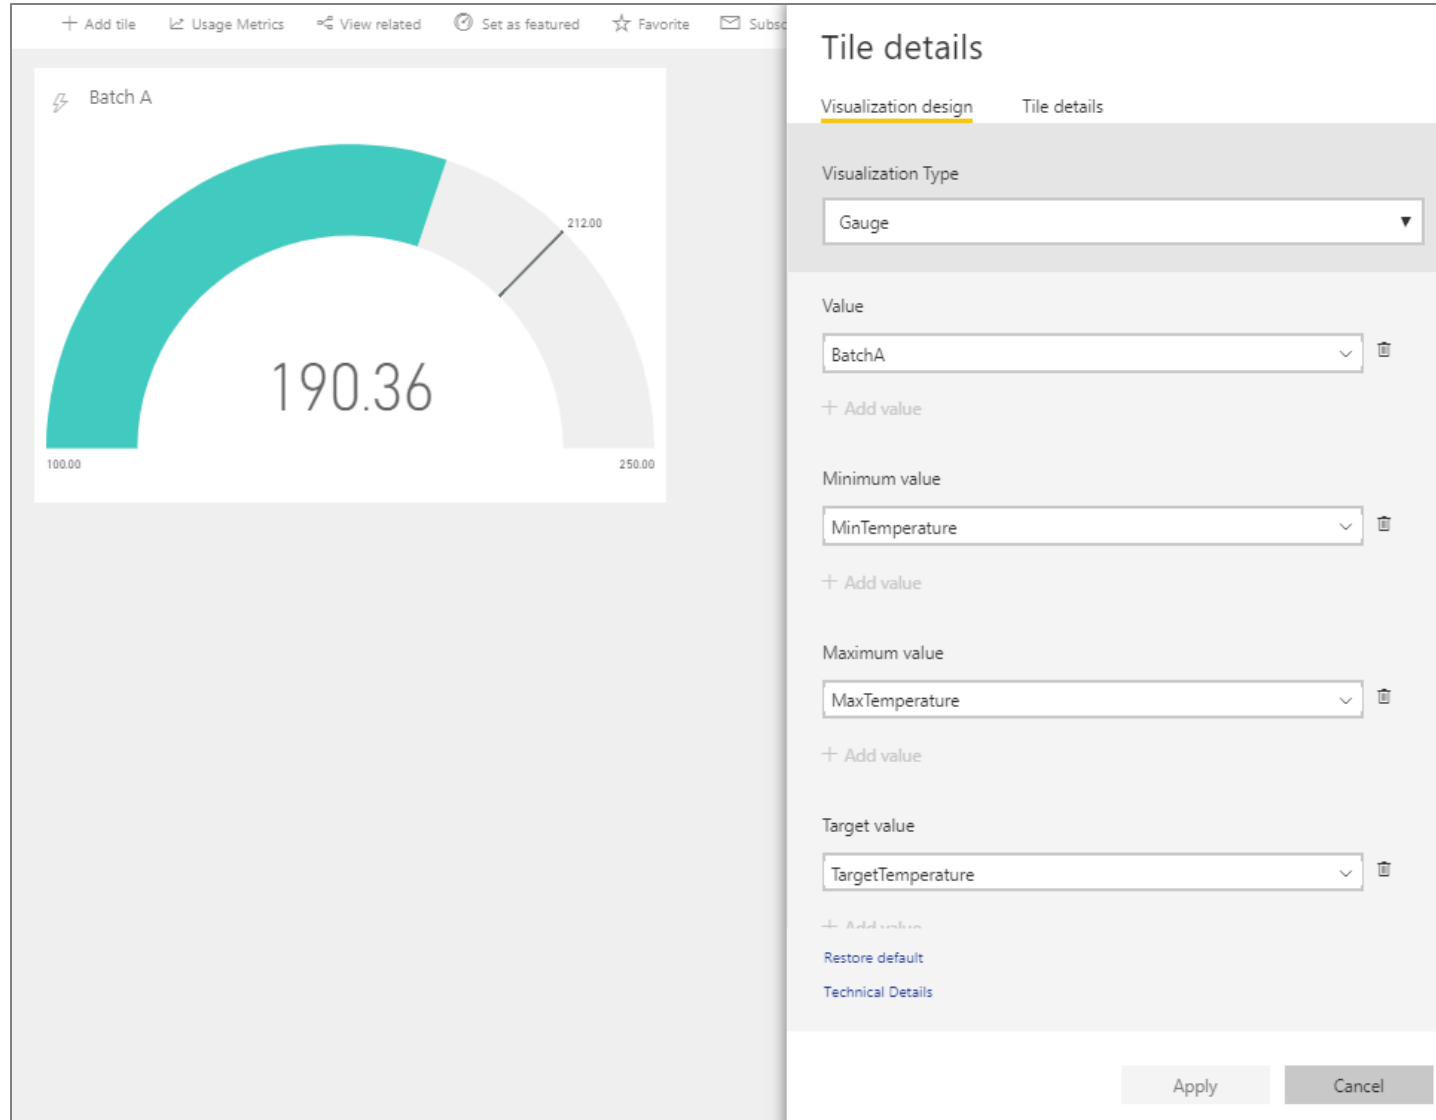 Add tile
Usage Metrics
View related
Set as featured
Favorite
Batch A
212.00
190.36
100.00
250.00
Tile details
Visualization design
Tile details
Visualization Type
Gauge
Value
BatchA
+ Add value
Minimum value
MinTemperature
+ Add value
Maximum value
MaxTemperature
+ Add value
Target value
TargetTemperature
+ Add value
Restore default
Technical Details
Apply
Cancel